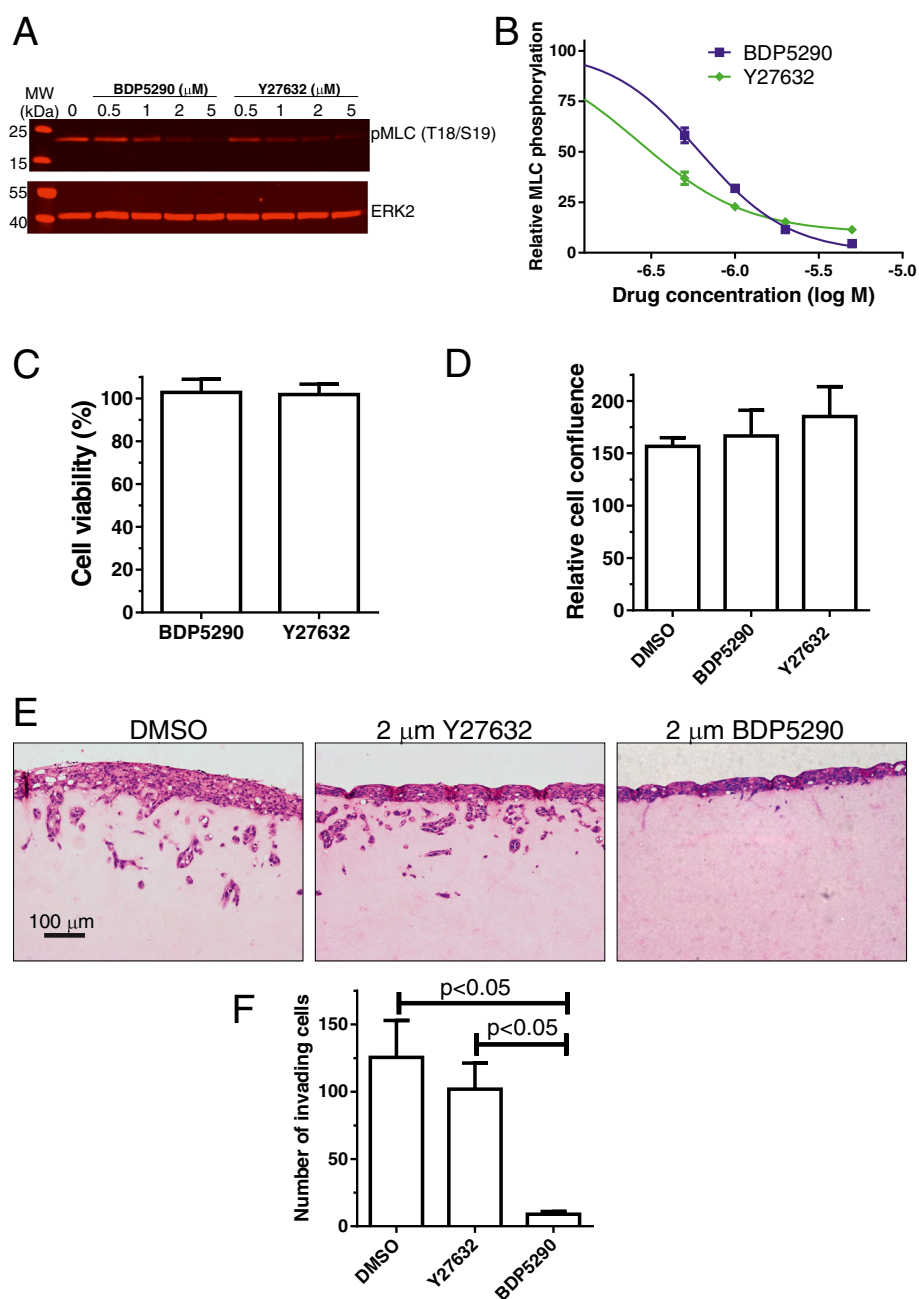 A
MW
(kDa)
BDP5290 (μM)
Y27632 (μM)
0 0.5 1 2 5 0.5 1 2 5
25
15
pMLC (T18/S19)
55
40
ERK2
B
Relative MLC phosphorylation
100
75
50
25
0
BDP5290
Y27632
-6.5 -6.0 -5.5 -5.0
Drug concentration (log M)
C
Cell viability (%)
100
80
60
40
20
0
BDP5290 Y27632
D
Relative cell confluence
200
150
100
50
0
DMSO
BDP5290
Y27632
E
DMSO
2 μm Y27632
2 μm BDP5290
100 μm
F
Number of invading cells
150
100
50
0
p<0.05
p<0.05
DMSO
Y27632
BDP5290